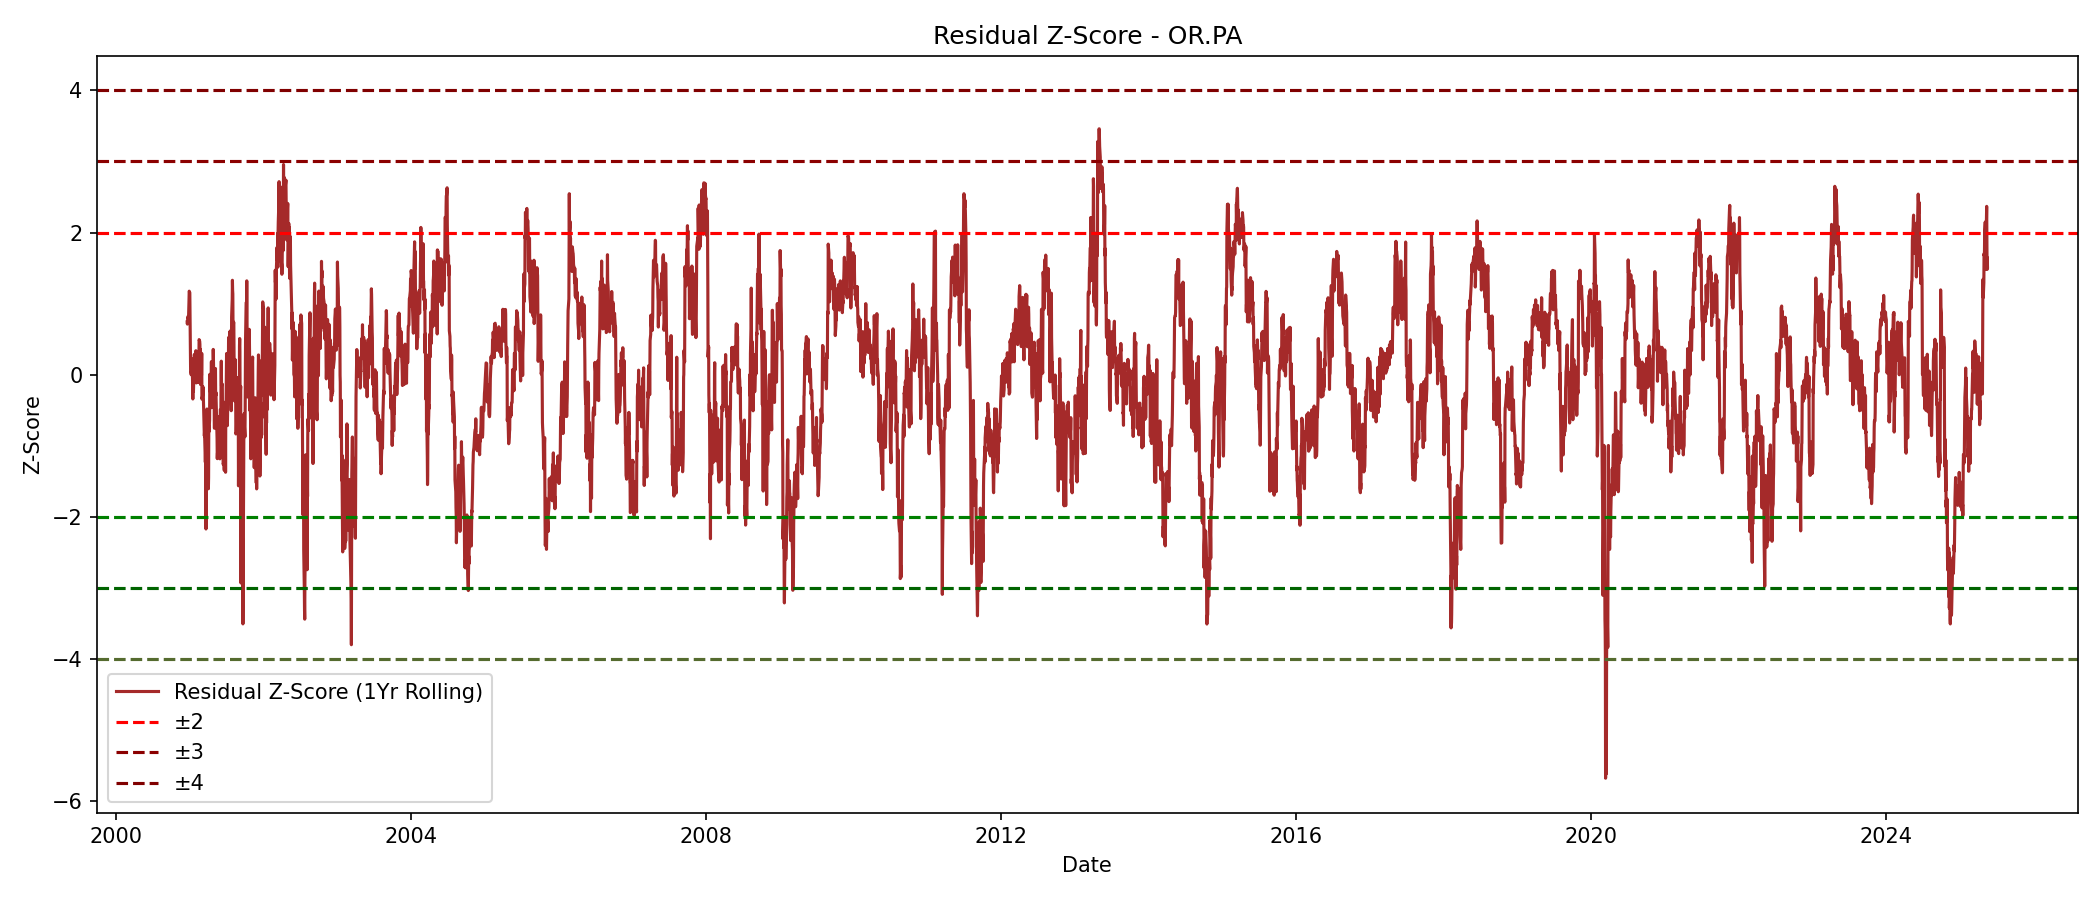 Residual Z-Score - OR.PA
Z-Score
4
2
0
−2
−4
−6
Residual Z-Score (1Yr Rolling)
±2
±3
±4
2000 2004 2008 2012 2016 2020 2024
Date